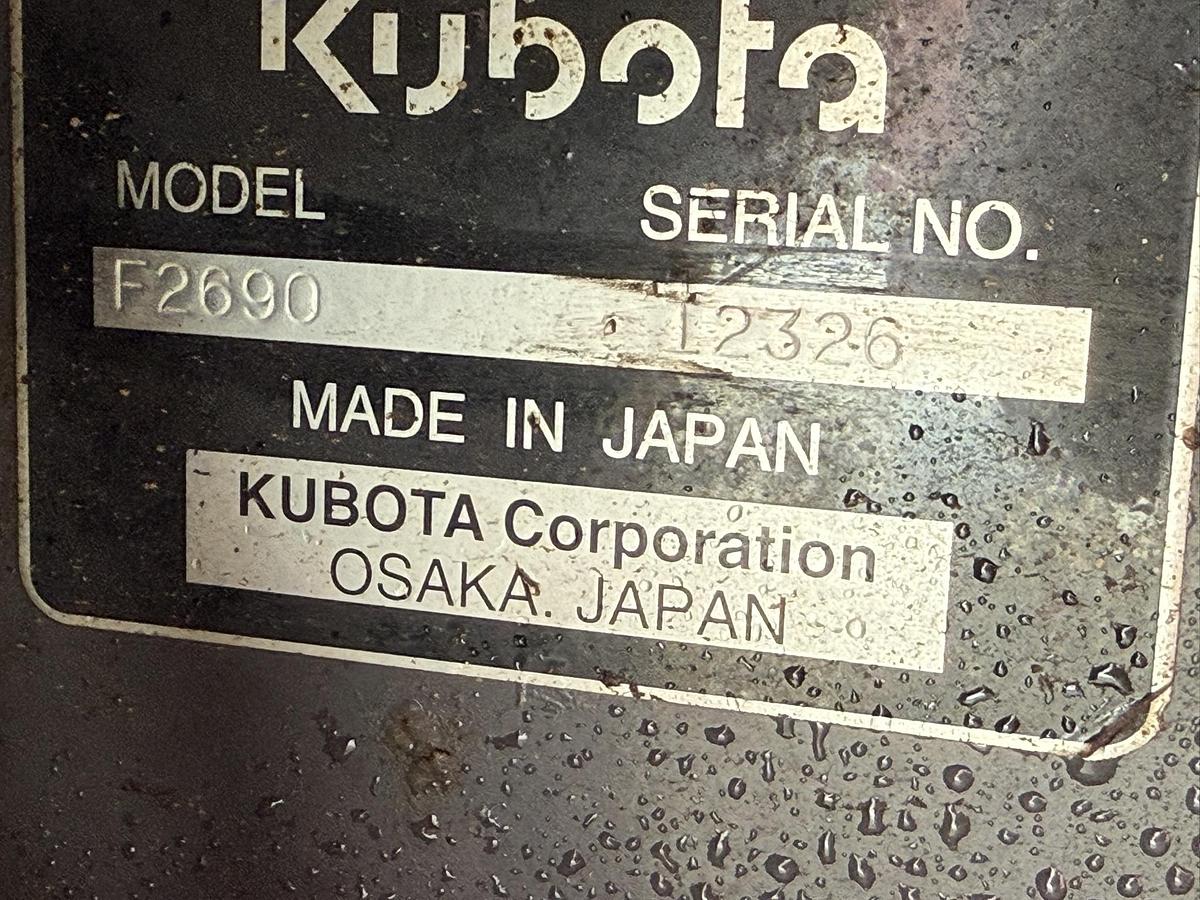 Kubota
MODEL SERIAL NO.
F2690 12326
MADE IN JAPAN
KUBOTA Corporation
OSAKA. JAPAN